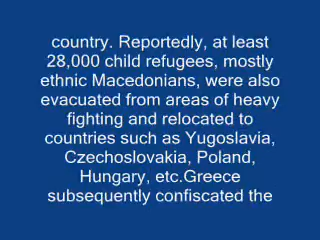 country. Reportedly, at least
28,000 child refugees, mostly
ethnic Macedonians, were also
evacuated from areas of heavy
fighting and relocated to
countries such as Yugoslavia,
Czechoslovakia, Poland,
Hungary, etc.Greece
subsequently confiscated the